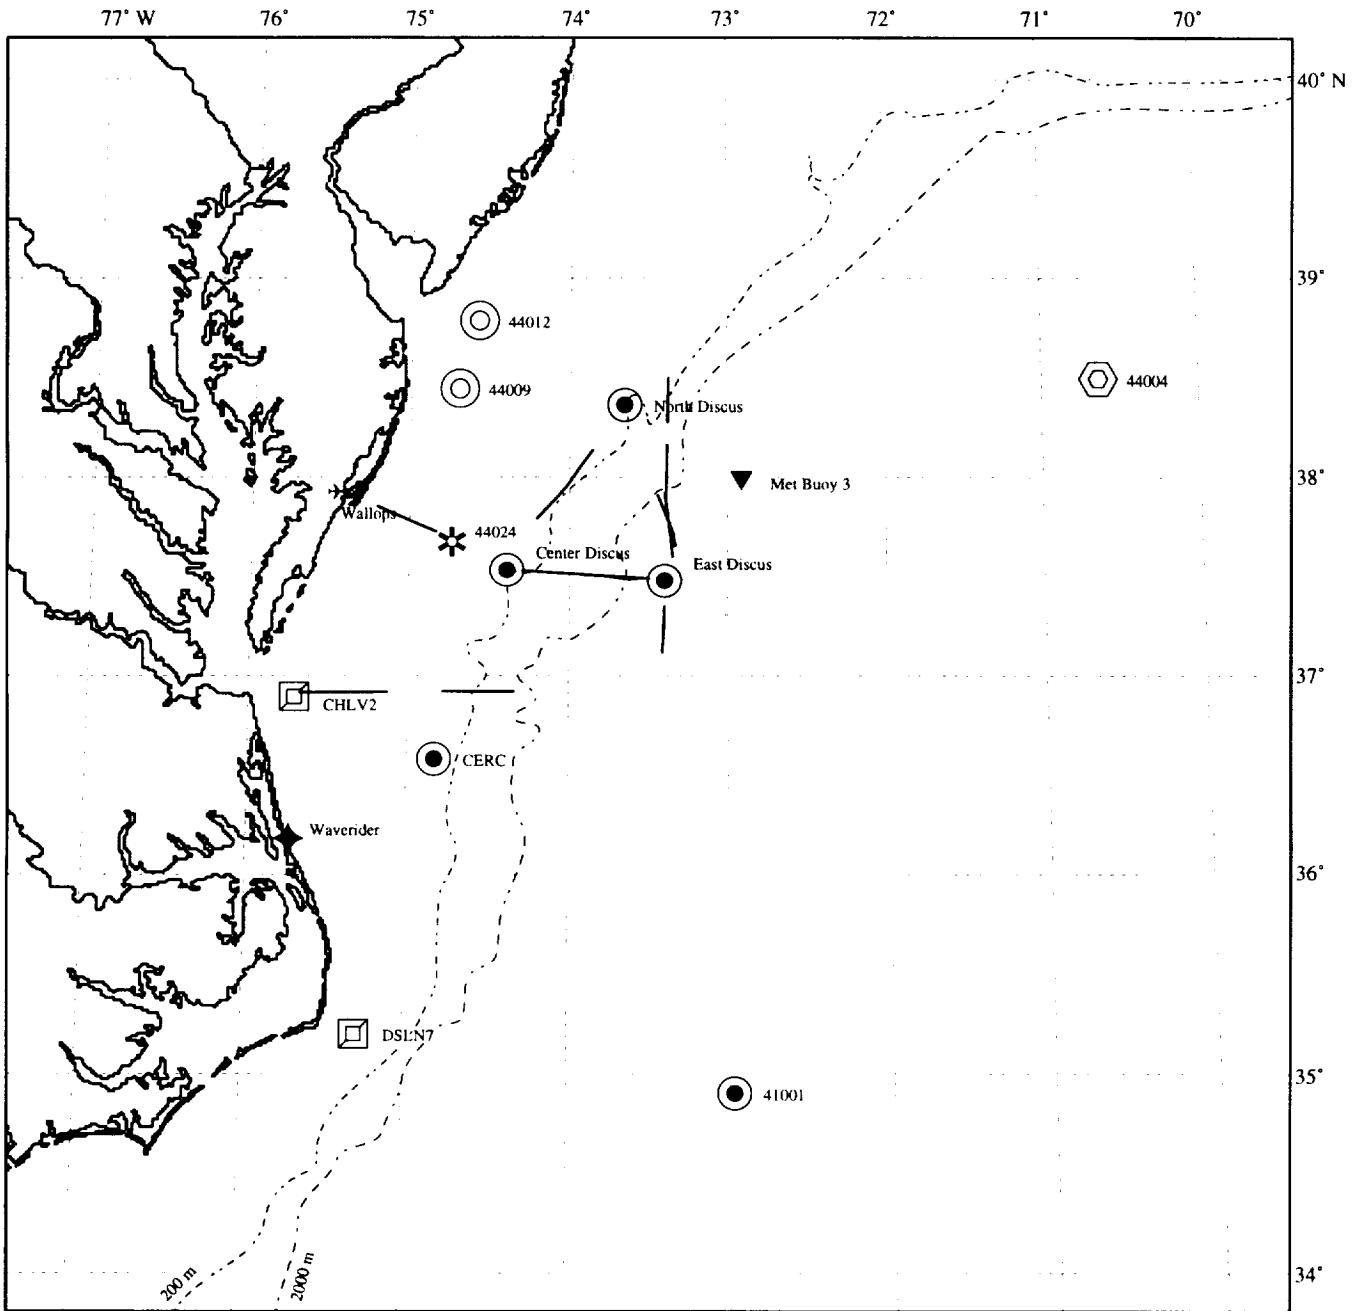 77° W 76° 75° 74° 73° 72° 71° 70°
40° N
39°
44012
44004
44009
North Discus
38°
Met Buoy 3
Wallops
44024
Center Discus
East Discus
37°
CHLV2
CERC
Waverider
36°
DSLN7
35°
41001
200 m
2000 m
34°